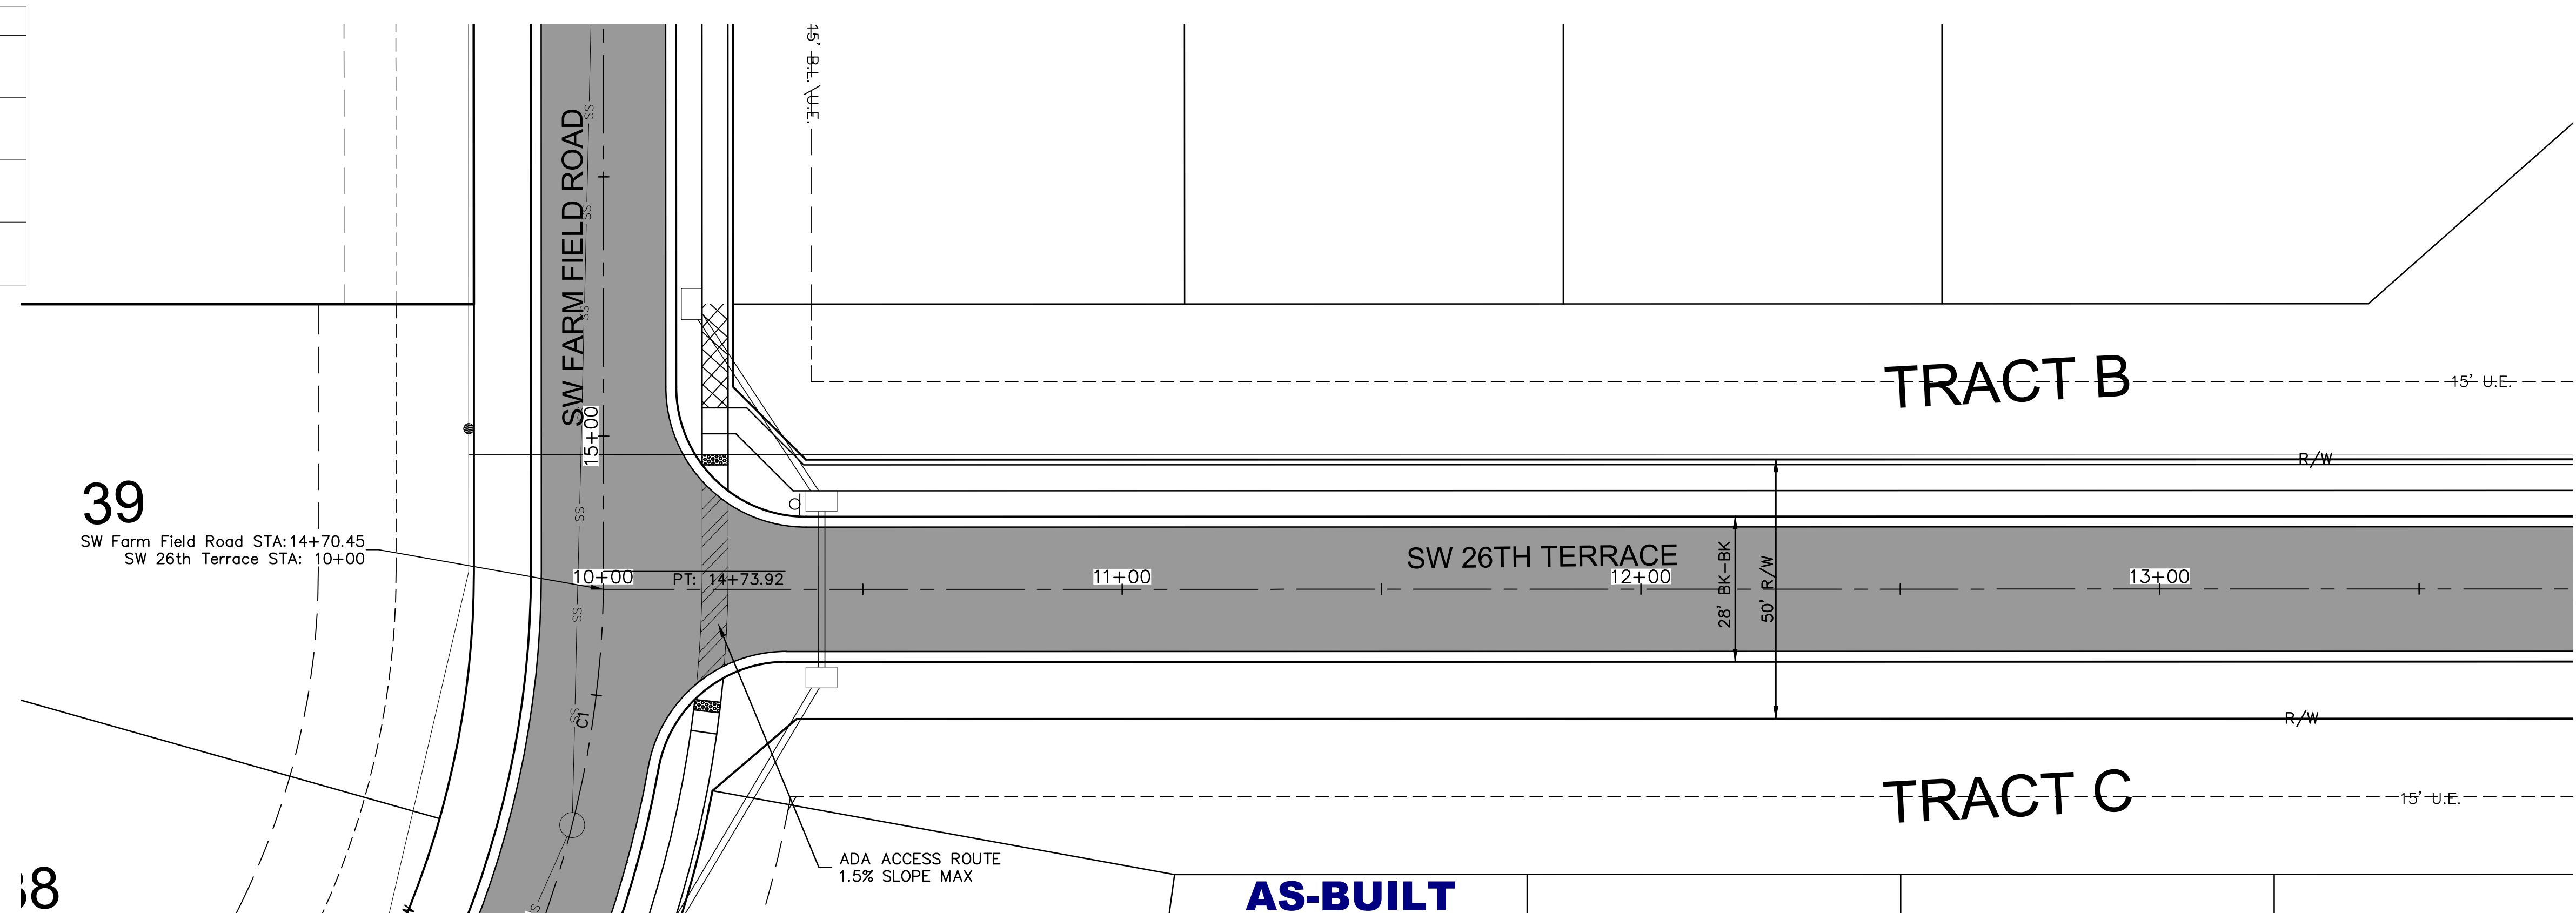 15' B.L. \U.E.
SS
SW FARM FIELD ROAD
SS
SS
15+00
TRACT B
15' U.E.
R/W
39
SW Farm Field Road STA:14+70.45
SW 26th Terrace STA: 10+00
SS
SW 26TH TERRACE
10+00
PT: 14+73.92
11+00
12+00
13+00
28' BK-BK
50' R/W
SS
SS
C1
R/W
TRACT C
15' U.E.
ADA ACCESS ROUTE
1.5% SLOPE MAX
AS-BUILT